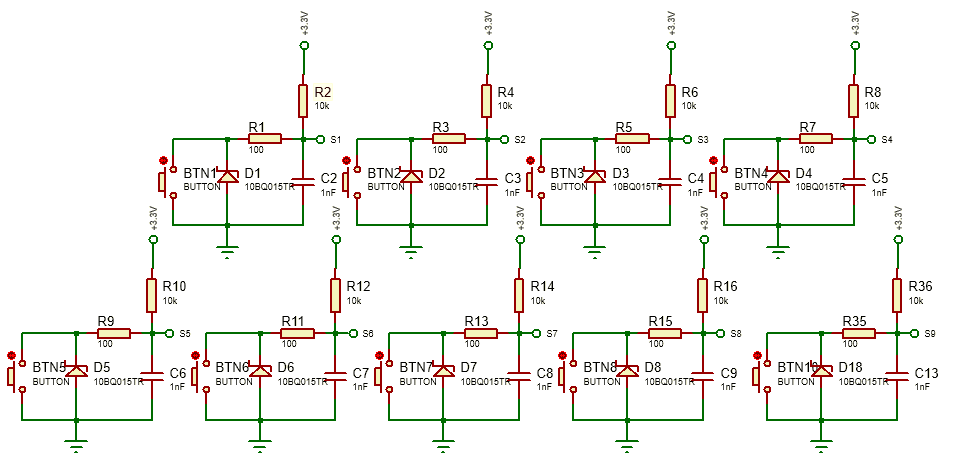 +3.3V +3.3V +3.3V +3.3V
R2 R4 R6 R8
10k 10k 10k 10k
R1 R3 R5 R7
S1 S2 S3 S4
100 100 100 100
BTN1 D1 C2 BTN2 D2 C3 BTN3 D3 C4 BTN4 D4 C5
BUTTON 10BQ015TR 1nF BUTTON 10BQ015TR 1nF BUTTON 10BQ015TR 1nF BUTTON 10BQ015TR 1nF
+3.3V +3.3V +3.3V +3.3V +3.3V
R10 R12 R14 R16 R36
10k 10k 10k 10k 10k
R9 R11 R13 R15 R35
S5 S6 S7 S8 S9
100 100 100 100 100
BTN5 D5 C6 BTN6 D6 C7 BTN7 D7 C8 BTN8 D8 C9 BTN10 D18 C13
BUTTON 10BQ015TR 1nF BUTTON 10BQ015TR 1nF BUTTON 10BQ015TR 1nF BUTTON 10BQ015TR 1nF BUTTON 10BQ015TR 1nF